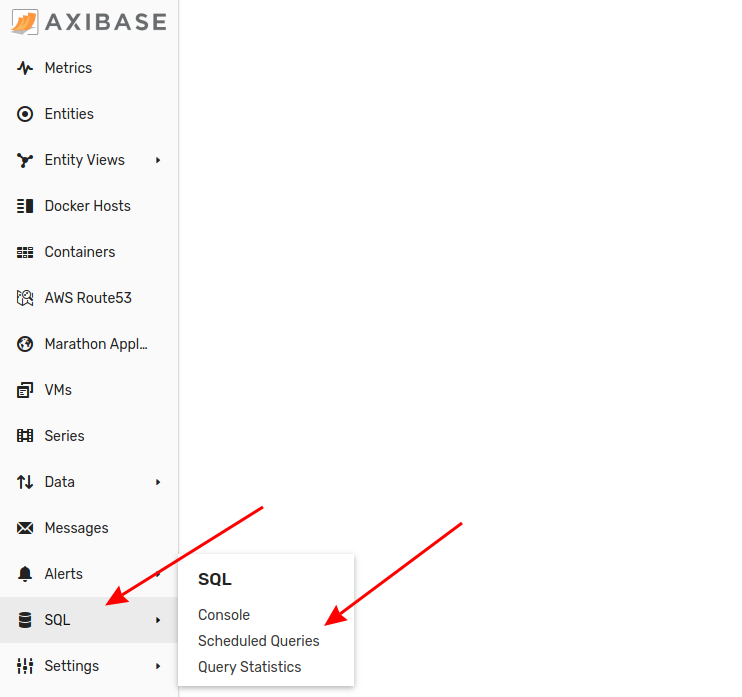 AXIBASE
Metrics
Entities
Entity Views
Docker Hosts
Containers
AWS Route53
Marathon Appl...
VMs
Series
Data
Messages
Alerts
SQL
Settings
SQL
Console
Scheduled Queries
Query Statistics